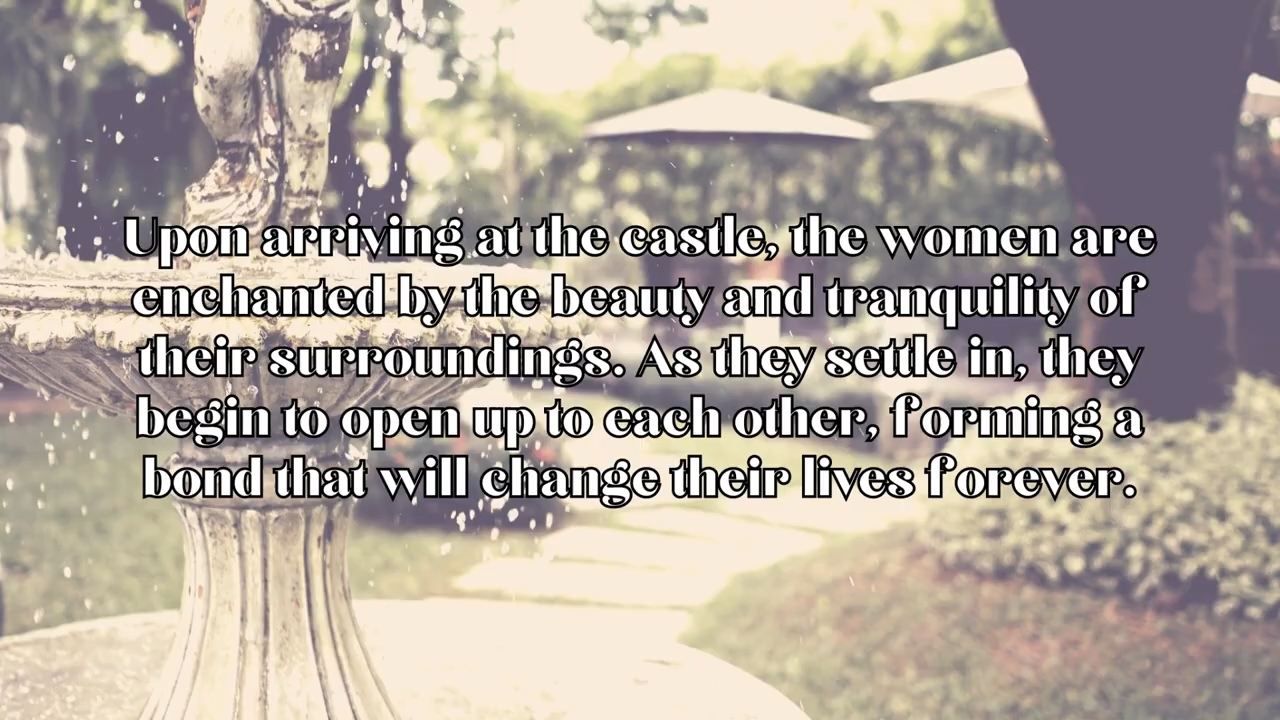 Upon arriving at the castle, the women are
enchanted by the beauty and tranquility of
their surroundings. As they settle in, they
begin to open up to each other, forming a
bond that will change their lives forever.